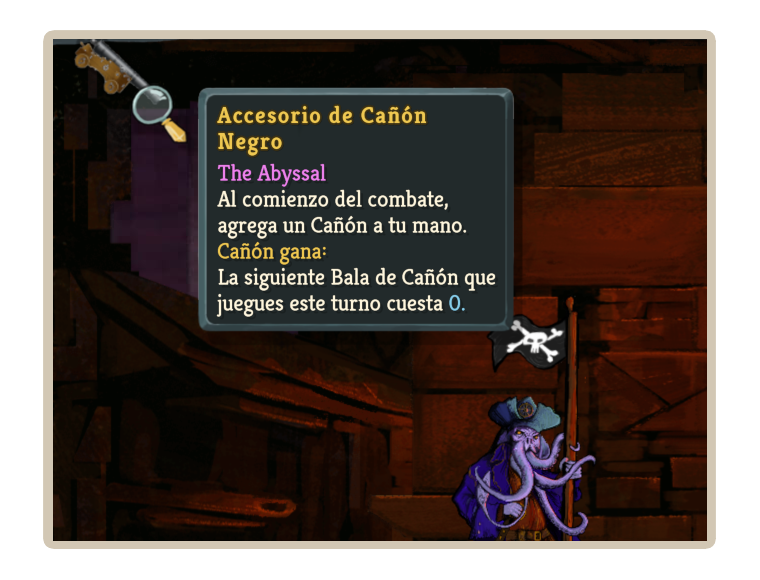 Accesorio de Cañón
Negro
The Abyssal
Al comienzo del combate,
agrega un Cañón a tu mano.
Cañón gana:
La siguiente Bala de Cañón que
juegues este turno cuesta 0.